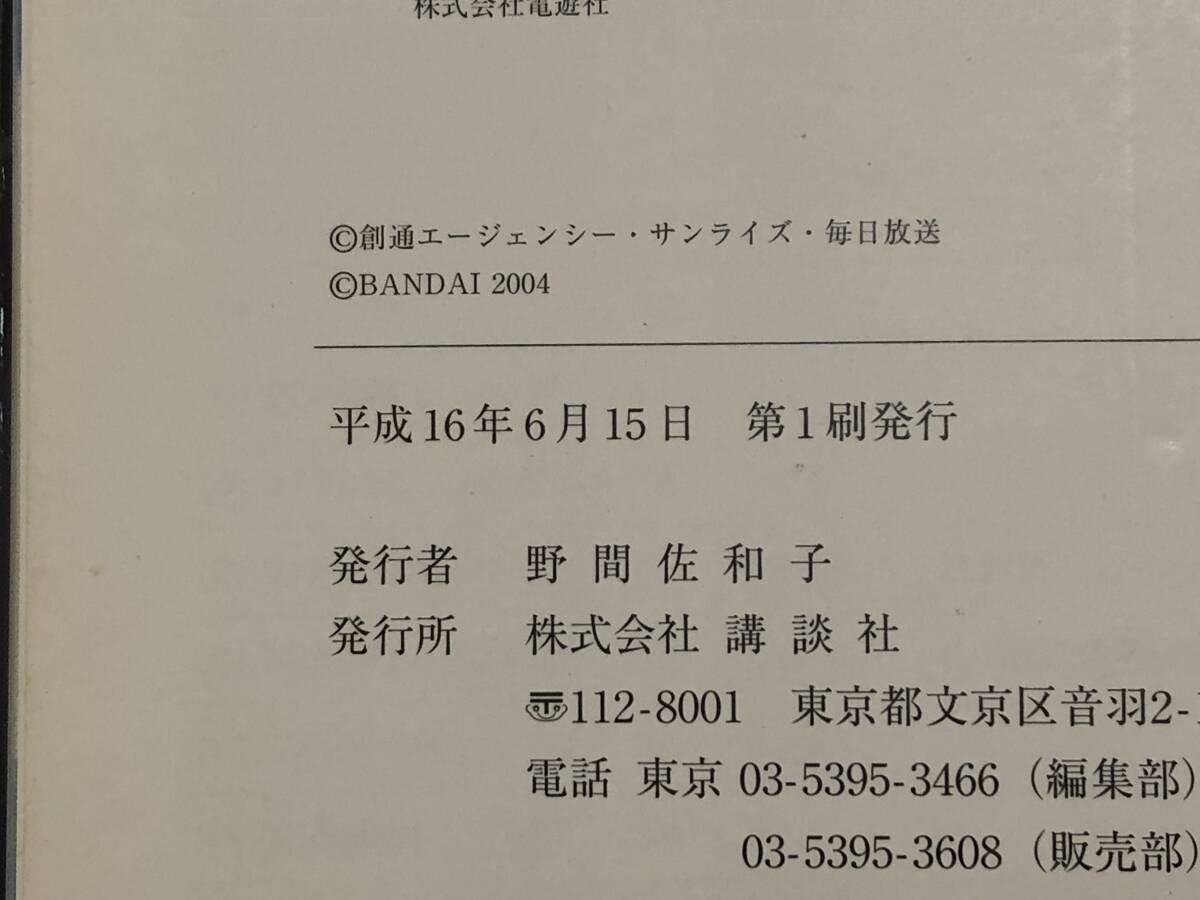 株式会社電遊社
©創通エージェンシー・サンライズ・毎日放送
©BANDAI 2004
平成16年6月15日　第1刷発行
発行者　野間佐和子
発行所　株式会社 講談社
〠112-8001　東京都文京区音羽2-
電話 東京 03-5395-3466（編集部）
03-5395-3608（販売部）